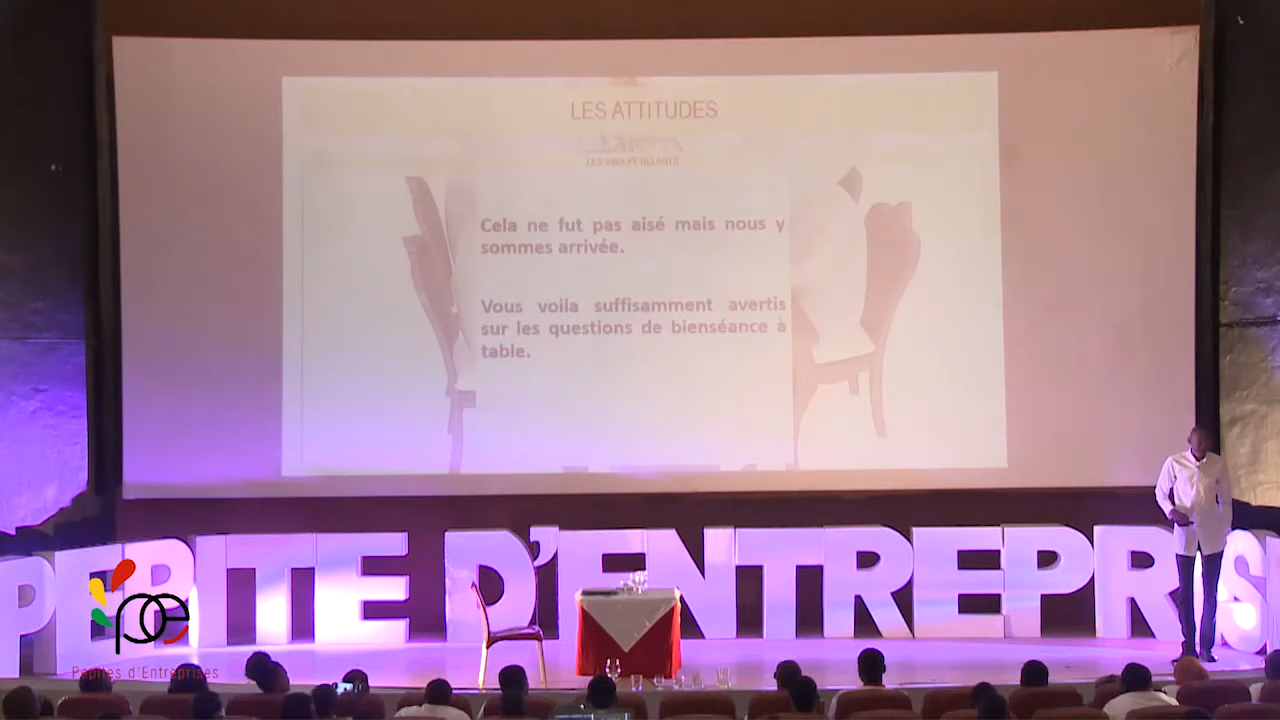 LES ATTITUDES
LES VINS PETILLANTS
Cela ne fut pas aisé mais nous y
sommes arrivée.
Vous voila suffisamment avertis
sur les questions de bienséance à
table.
PEPITE D'ENTREPRIS
pe
Pepites d'Entreprises